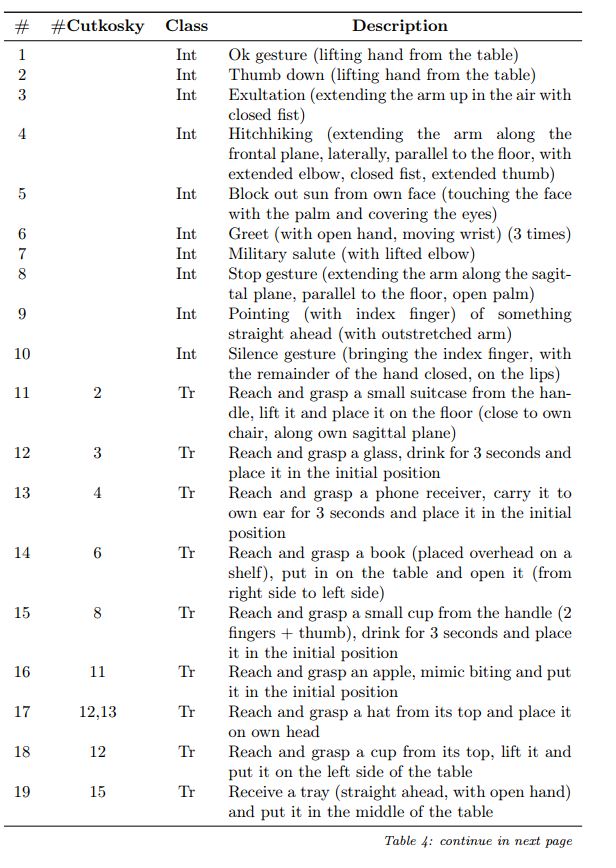 # #Cutkosky Class Description
1 Int Ok gesture (lifting hand from the table)
2 Int Thumb down (lifting hand from the table)
3 Int Exultation (extending the arm up in the air with
closed fist)
4 Int Hitchhiking (extending the arm along the
frontal plane, laterally, parallel to the floor, with
extended elbow, closed fist, extended thumb)
5 Int Block out sun from own face (touching the face
with the palm and covering the eyes)
6 Int Greet (with open hand, moving wrist) (3 times)
7 Int Military salute (with lifted elbow)
8 Int Stop gesture (extending the arm along the sagit-
tal plane, parallel to the floor, open palm)
9 Int Pointing (with index finger) of something
straight ahead (with outstretched arm)
10 Int Silence gesture (bringing the index finger, with
the remainder of the hand closed, on the lips)
11 2 Tr Reach and grasp a small suitcase from the han-
dle, lift it and place it on the floor (close to own
chair, along own sagittal plane)
12 3 Tr Reach and grasp a glass, drink for 3 seconds and
place it in the initial position
13 4 Tr Reach and grasp a phone receiver, carry it to
own ear for 3 seconds and place it in the initial
position
14 6 Tr Reach and grasp a book (placed overhead on a
shelf), put in on the table and open it (from
right side to left side)
15 8 Tr Reach and grasp a small cup from the handle (2
fingers + thumb), drink for 3 seconds and place
it in the initial position
16 11 Tr Reach and grasp an apple, mimic biting and put
it in the initial position
17 12,13 Tr Reach and grasp a hat from its top and place it
on own head
18 12 Tr Reach and grasp a cup from its top, lift it and
put it on the left side of the table
19 15 Tr Receive a tray (straight ahead, with open hand)
and put it in the middle of the table
Table 4: continue in next page